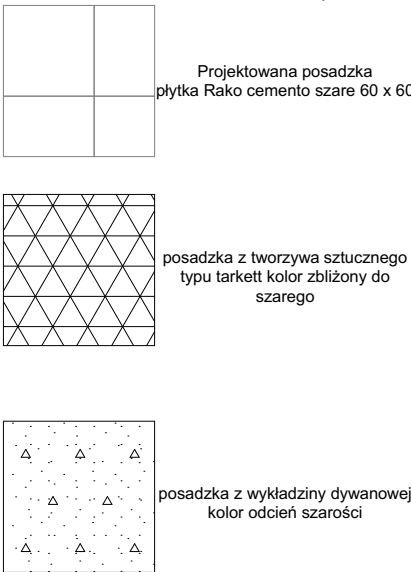 Projektowana posadzka
płytka Rako cemento szare 60 x 60
posadzka z tworzywa sztucznego
typu tarkett kolor zbliżony do
szarego
posadzka z wykładziny dywanowej
kolor odcień szarości